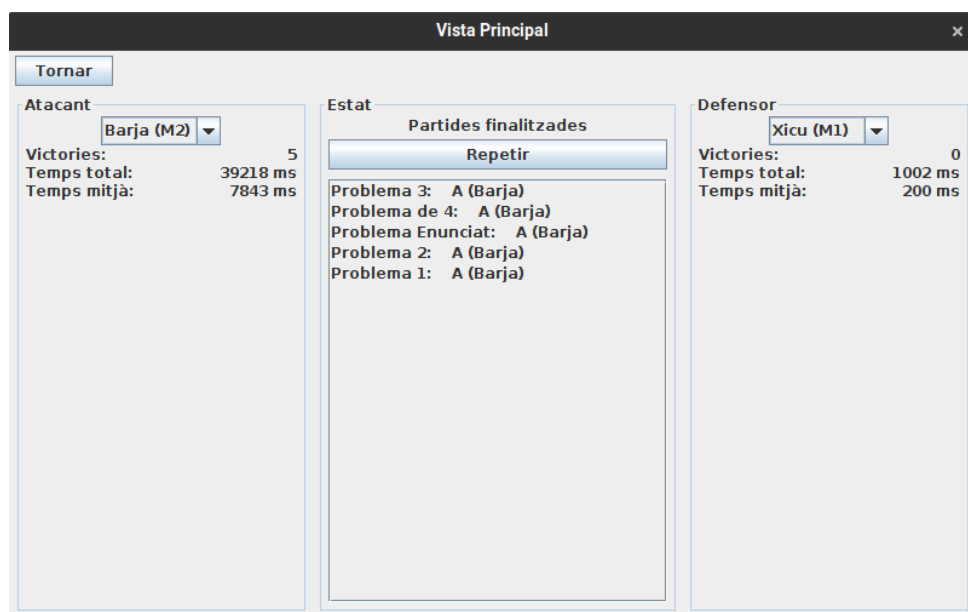 Vista Principal ×
Tornar
Atacant
Barja (M2)
Victories: 5
Temps total: 39218 ms
Temps mitjà: 7843 ms
Estat
Partides finalitzades
Repetir
Problema 3: A (Barja)
Problema de 4: A (Barja)
Problema Enunciat: A (Barja)
Problema 2: A (Barja)
Problema 1: A (Barja)
Defensor
Xicu (M1)
Victories: 0
Temps total: 1002 ms
Temps mitjà: 200 ms